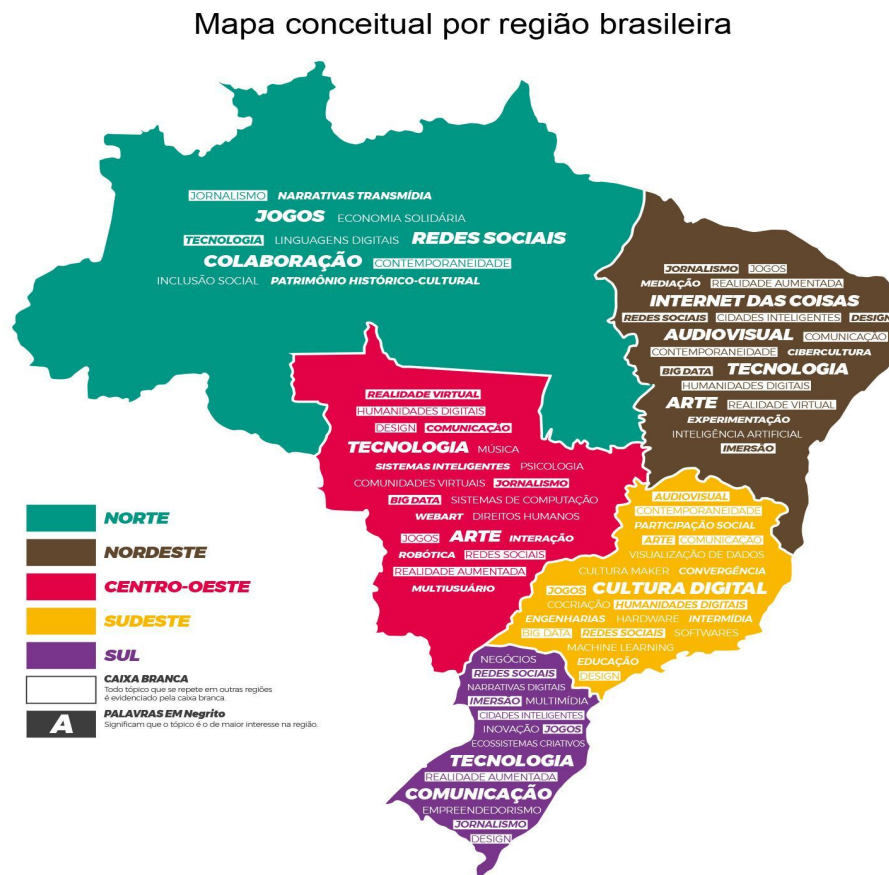 Mapa conceitual por região brasileira
JORNALISMO NARRATIVAS TRANSMÍDIA
JOGOS ECONOMIA SOLIDÁRIA
TECNOLOGIA LINGUAGENS DIGITAIS REDES SOCIAIS
COLABORAÇÃO CONTEMPORANEIDADE
INCLUSÃO SOCIAL PATRIMÔNIO HISTÓRICO-CULTURAL
JORNALISMO JOGOS
MEDIAÇÃO REALIDADE AUMENTADA
INTERNET DAS COISAS
REDES SOCIAIS CIDADES INTELIGENTES DESIGN
AUDIOVISUAL COMUNICAÇÃO
CONTEMPORANEIDADE CIBERCULTURA
BIG DATA TECNOLOGIA
HUMANIDADES DIGITAIS
ARTE REALIDADE VIRTUAL
EXPERIMENTAÇÃO
INTELIGÊNCIA ARTIFICIAL
IMERSÃO
REALIDADE VIRTUAL
HUMANIDADES DIGITAIS
DESIGN COMUNICAÇÃO
TECNOLOGIA MÚSICA
SISTEMAS INTELIGENTES PSICOLOGIA
COMUNIDADES VIRTUAIS JORNALISMO
BIG DATA SISTEMAS DE COMPUTAÇÃO
WEBART DIREITOS HUMANOS
JOGOS ARTE INTERAÇÃO
ROBÓTICA REDES SOCIAIS
REALIDADE AUMENTADA
MULTIUSUÁRIO
AUDIOVISUAL
CONTEMPORANEIDADE
PARTICIPAÇÃO SOCIAL
ARTE COMUNICAÇÃO
VISUALIZAÇÃO DE DADOS
CULTURA MAKER CONVERGÊNCIA
JOGOS CULTURA DIGITAL
COCRIAÇÃO HUMANIDADES DIGITAIS
ENGENHARIAS HARDWARE INTERMÍDIA
BIG DATA REDES SOCIAIS SOFTWARES
MACHINE LEARNING
EDUCAÇÃO
DESIGN
NEGÓCIOS
REDES SOCIAIS
NARRATIVAS DIGITAIS
IMERSÃO MULTIMÍDIA
CIDADES INTELIGENTES
INOVAÇÃO JOGOS
ECOSSISTEMAS CRIATIVOS
TECNOLOGIA
REALIDADE AUMENTADA
COMUNICAÇÃO
EMPREENDEDORISMO
JORNALISMO
DESIGN
NORTE
NORDESTE
CENTRO-OESTE
SUDESTE
SUL
CAIXA BRANCA
Todo tópico que se repete em outras regiões
é evidenciado pela caixa branca.
A
PALAVRAS EM Negrito
Significam que o tópico é o de maior interesse na região.